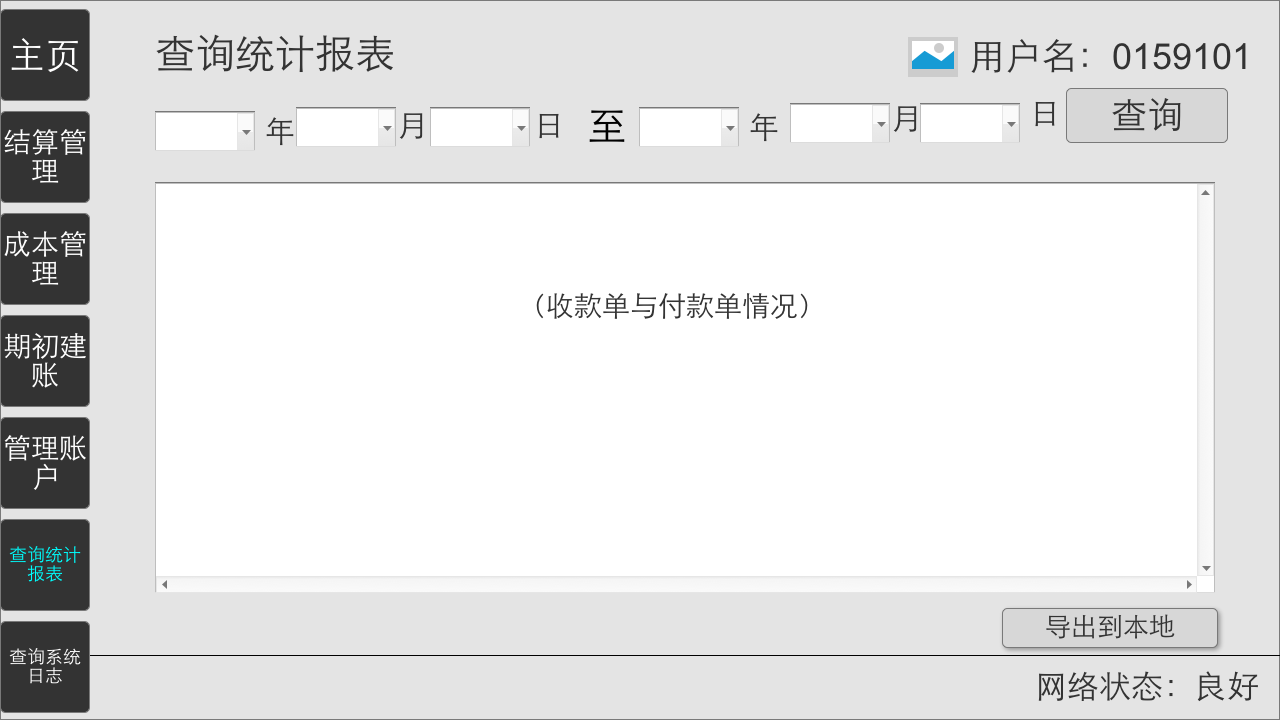 主页
结算管
理
成本管
理
期初建
账
管理账
户
查询统计
报表
查询系统
日志
查询统计报表
用户名：0159101
年 月 日 至 年 月 日 查询
（收款单与付款单情况）
导出到本地
网络状态：良好